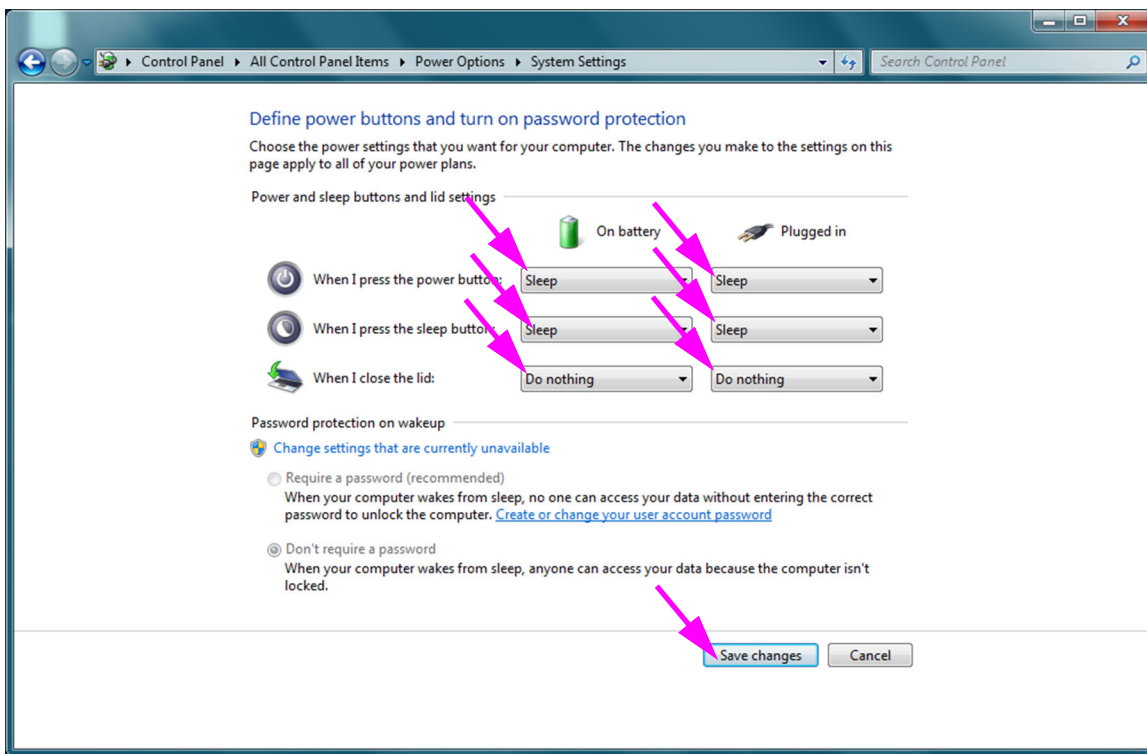 Control Panel All Control Panel Items Power Options System Settings Search Control Panel
Define power buttons and turn on password protection
Choose the power settings that you want for your computer. The changes you make to the settings on this
page apply to all of your power plans.
Power and sleep buttons and lid settings
On battery Plugged in
When I press the power button: Sleep Sleep
When I press the sleep button: Sleep Sleep
When I close the lid: Do nothing Do nothing
Password protection on wakeup
Change settings that are currently unavailable
Require a password (recommended)
When your computer wakes from sleep, no one can access your data without entering the correct
password to unlock the computer. Create or change your user account password
Don't require a password
When your computer wakes from sleep, anyone can access your data because the computer isn't
locked.
Save changes Cancel